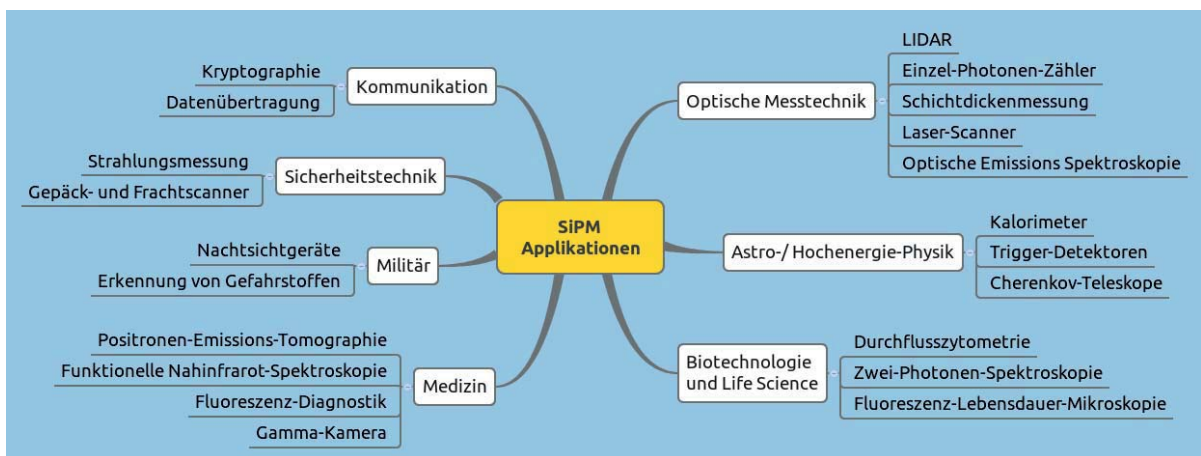 SiPM
Applikationen
Kommunikation
Kryptographie
Datenübertragung
Sicherheitstechnik
Strahlungsmessung
Gepäck- und Frachtscanner
Militär
Nachtsichtgeräte
Erkennung von Gefahrstoffen
Medizin
Positronen-Emissions-Tomographie
Funktionelle Nahinfrarot-Spektroskopie
Fluoreszenz-Diagnostik
Gamma-Kamera
Optische Messtechnik
LIDAR
Einzel-Photonen-Zähler
Schichtdickenmessung
Laser-Scanner
Optische Emissions Spektroskopie
Astro-/ Hochenergie-Physik
Kalorimeter
Trigger-Detektoren
Cherenkov-Teleskope
Biotechnologie
und Life Science
Durchflusszytometrie
Zwei-Photonen-Spektroskopie
Fluoreszenz-Lebensdauer-Mikroskopie